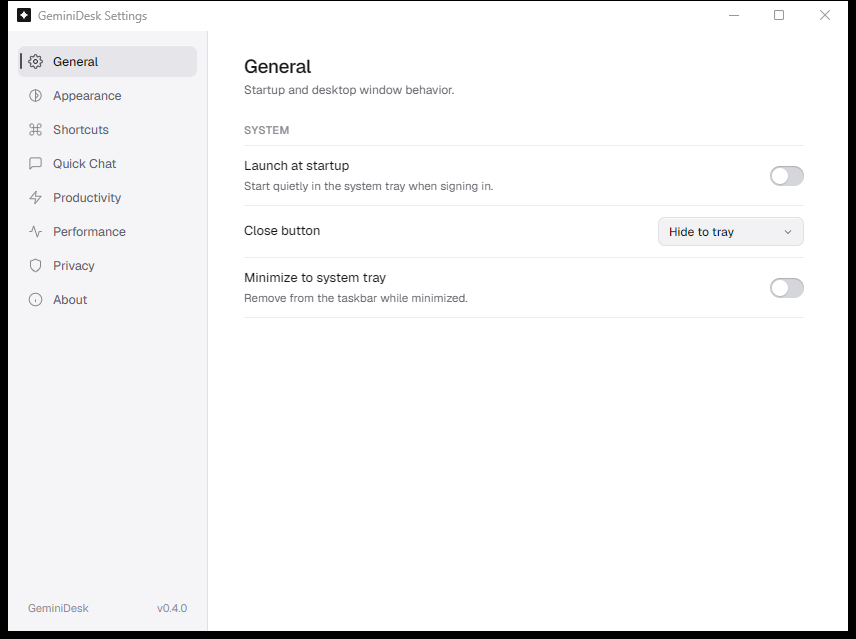 GeminiDesk Settings
General
Appearance
Shortcuts
Quick Chat
Productivity
Performance
Privacy
About
GeminiDesk v0.4.0
General
Startup and desktop window behavior.
SYSTEM
Launch at startup
Start quietly in the system tray when signing in.
Close button
Hide to tray
Minimize to system tray
Remove from the taskbar while minimized.